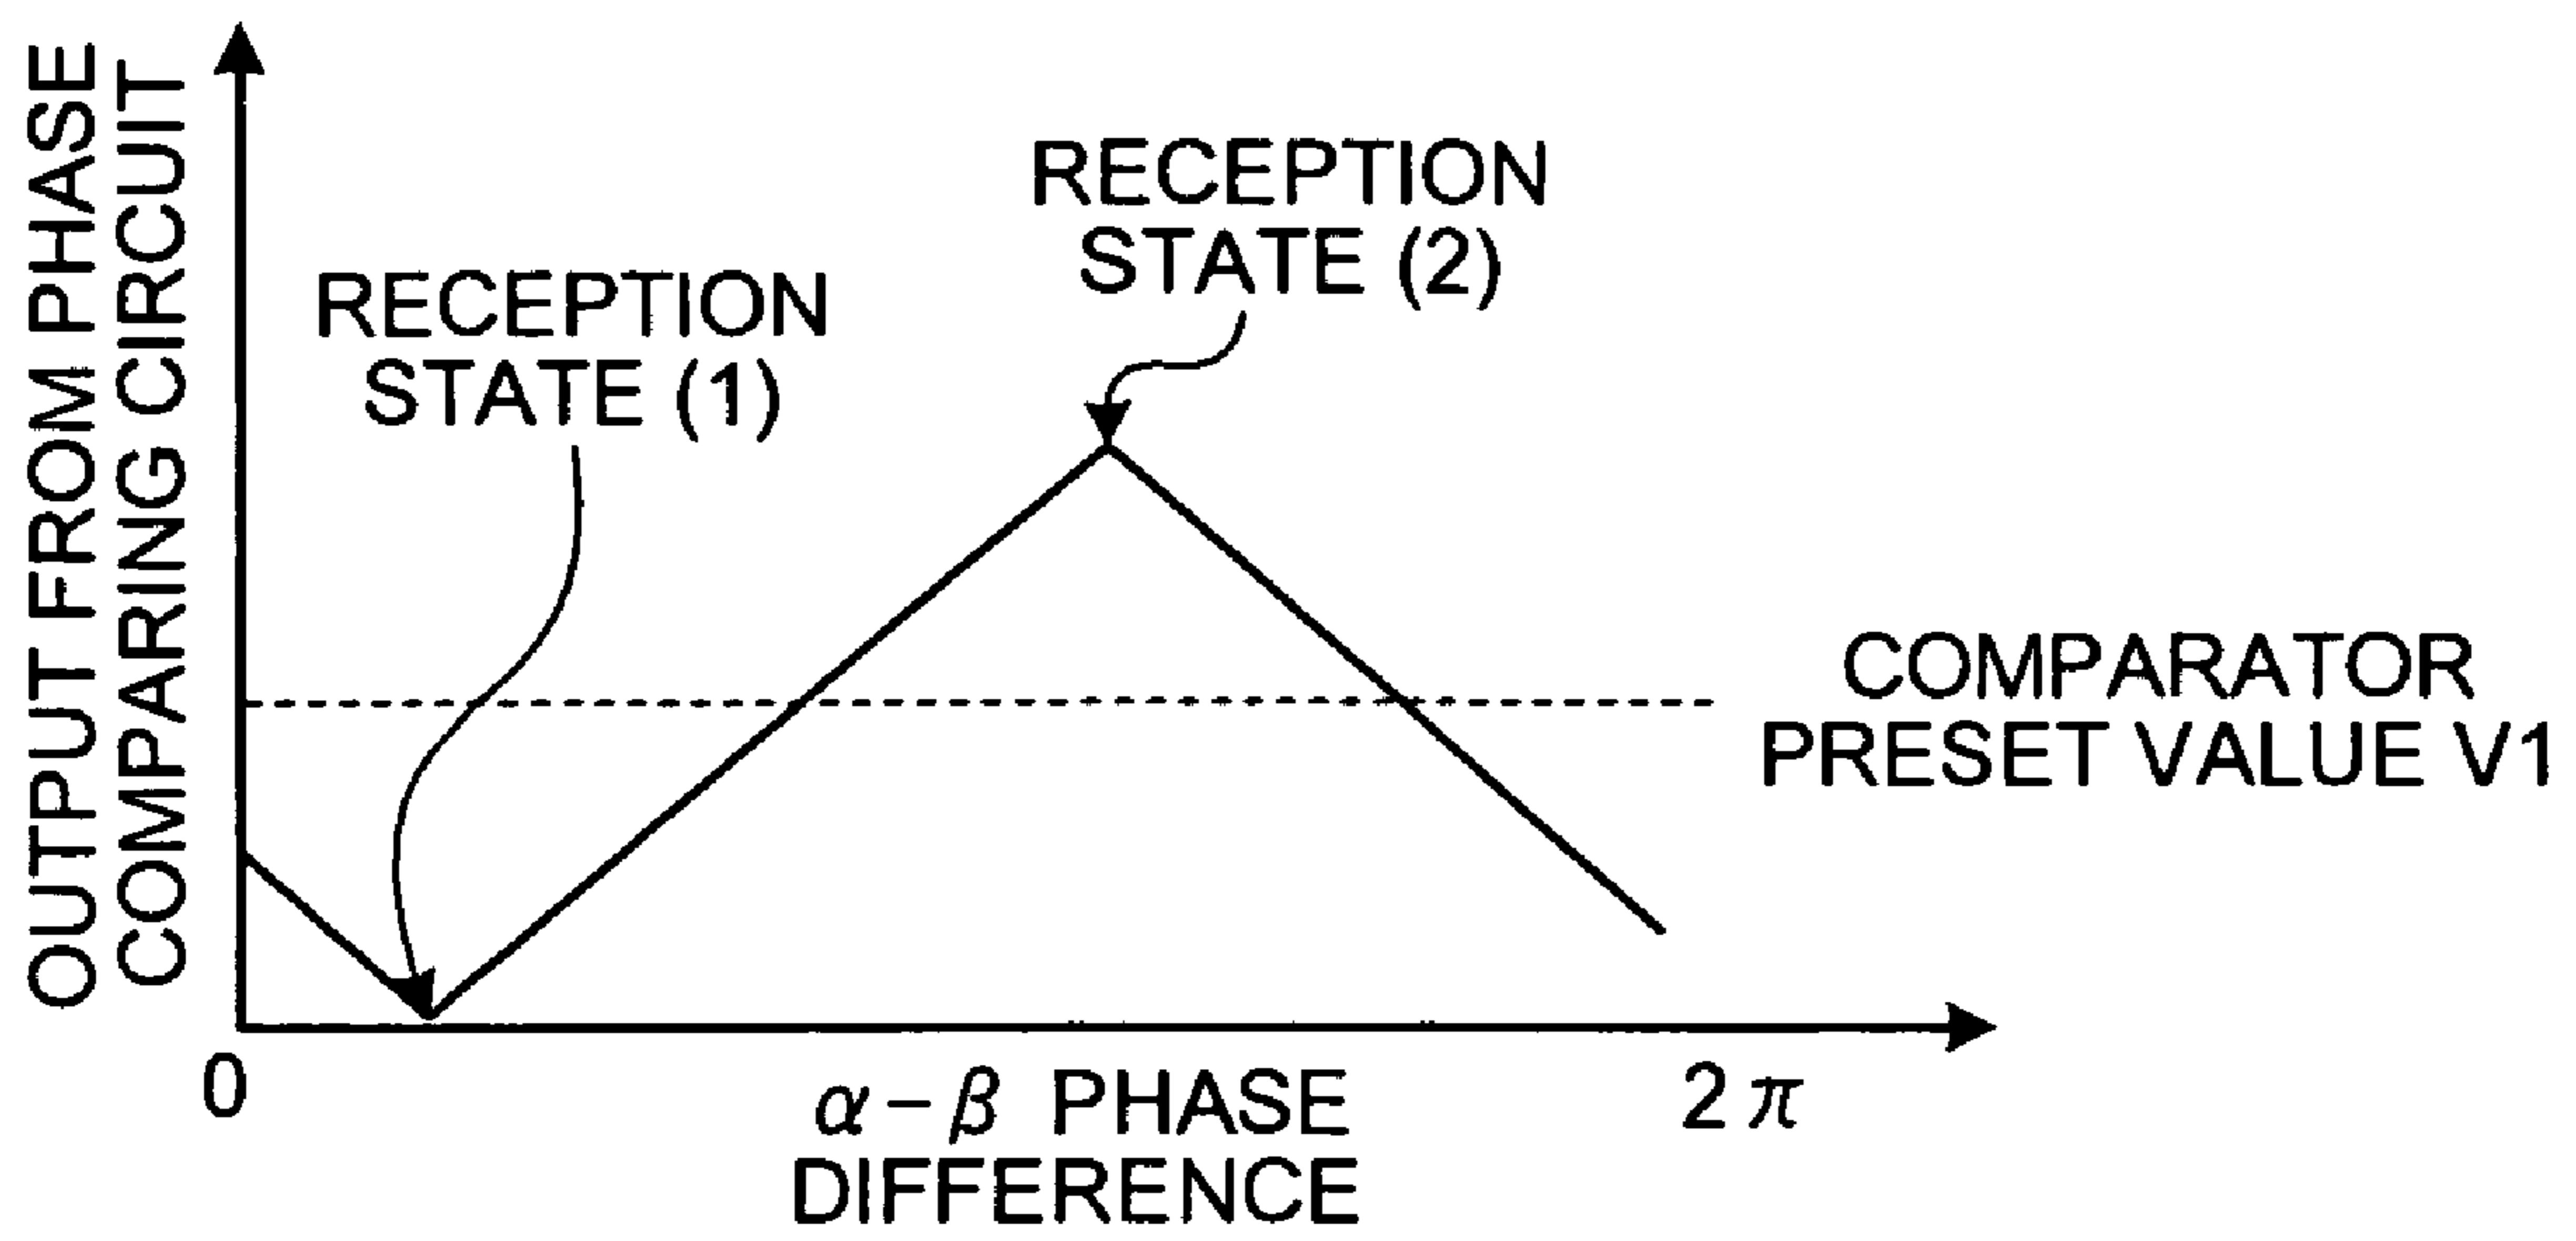 OUTPUT FROM PHASE
COMPARING CIRCUIT
RECEPTION
STATE (1)
RECEPTION
STATE (2)
COMPARATOR
PRESET VALUE V1
0
α-β PHASE
DIFFERENCE
2π